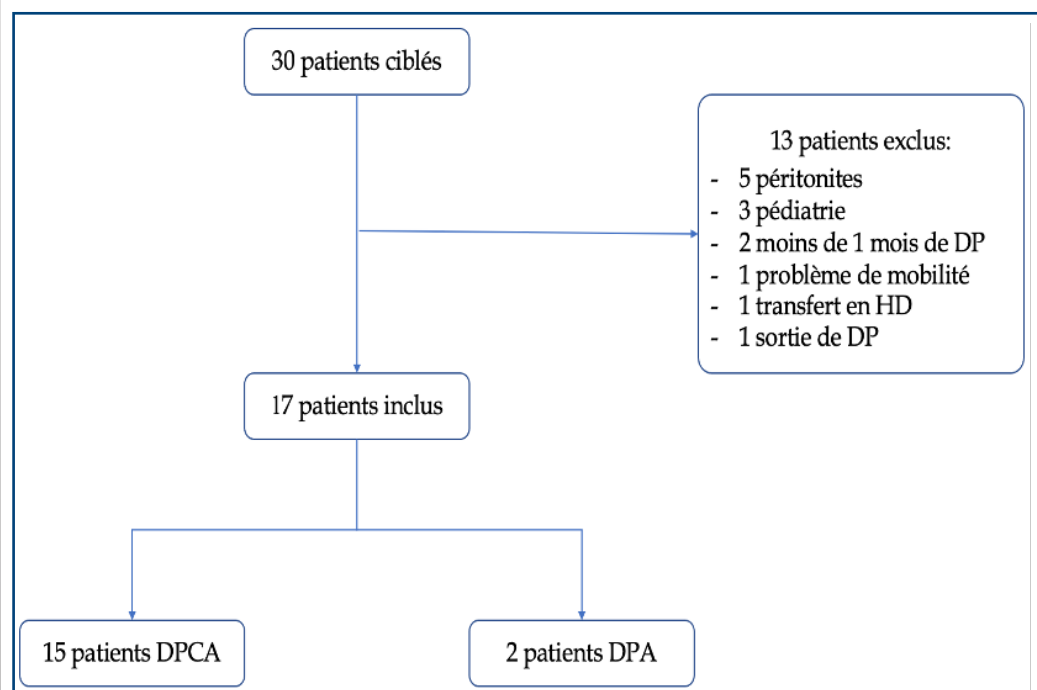 30 patients ciblés
13 patients exclus:
- 5 péritonites
- 3 pédiatrie
- 2 moins de 1 mois de DP
- 1 problème de mobilité
- 1 transfert en HD
- 1 sortie de DP
17 patients inclus
15 patients DPCA
2 patients DPA